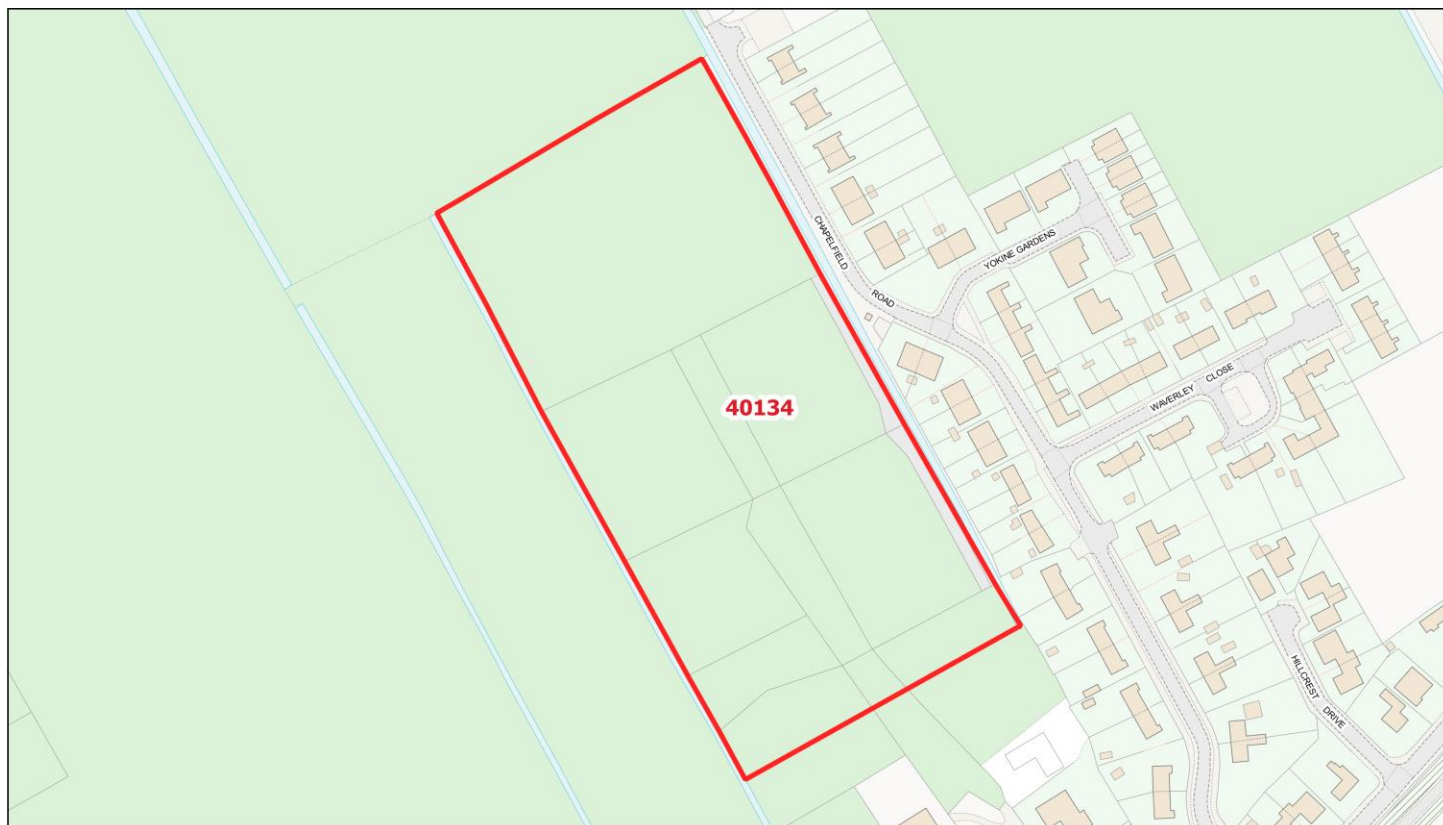 CHAPELFIELD
ROAD
YOKINE GARDENS
WAVERLEY CLOSE
40134
HILLCREST DRIVE